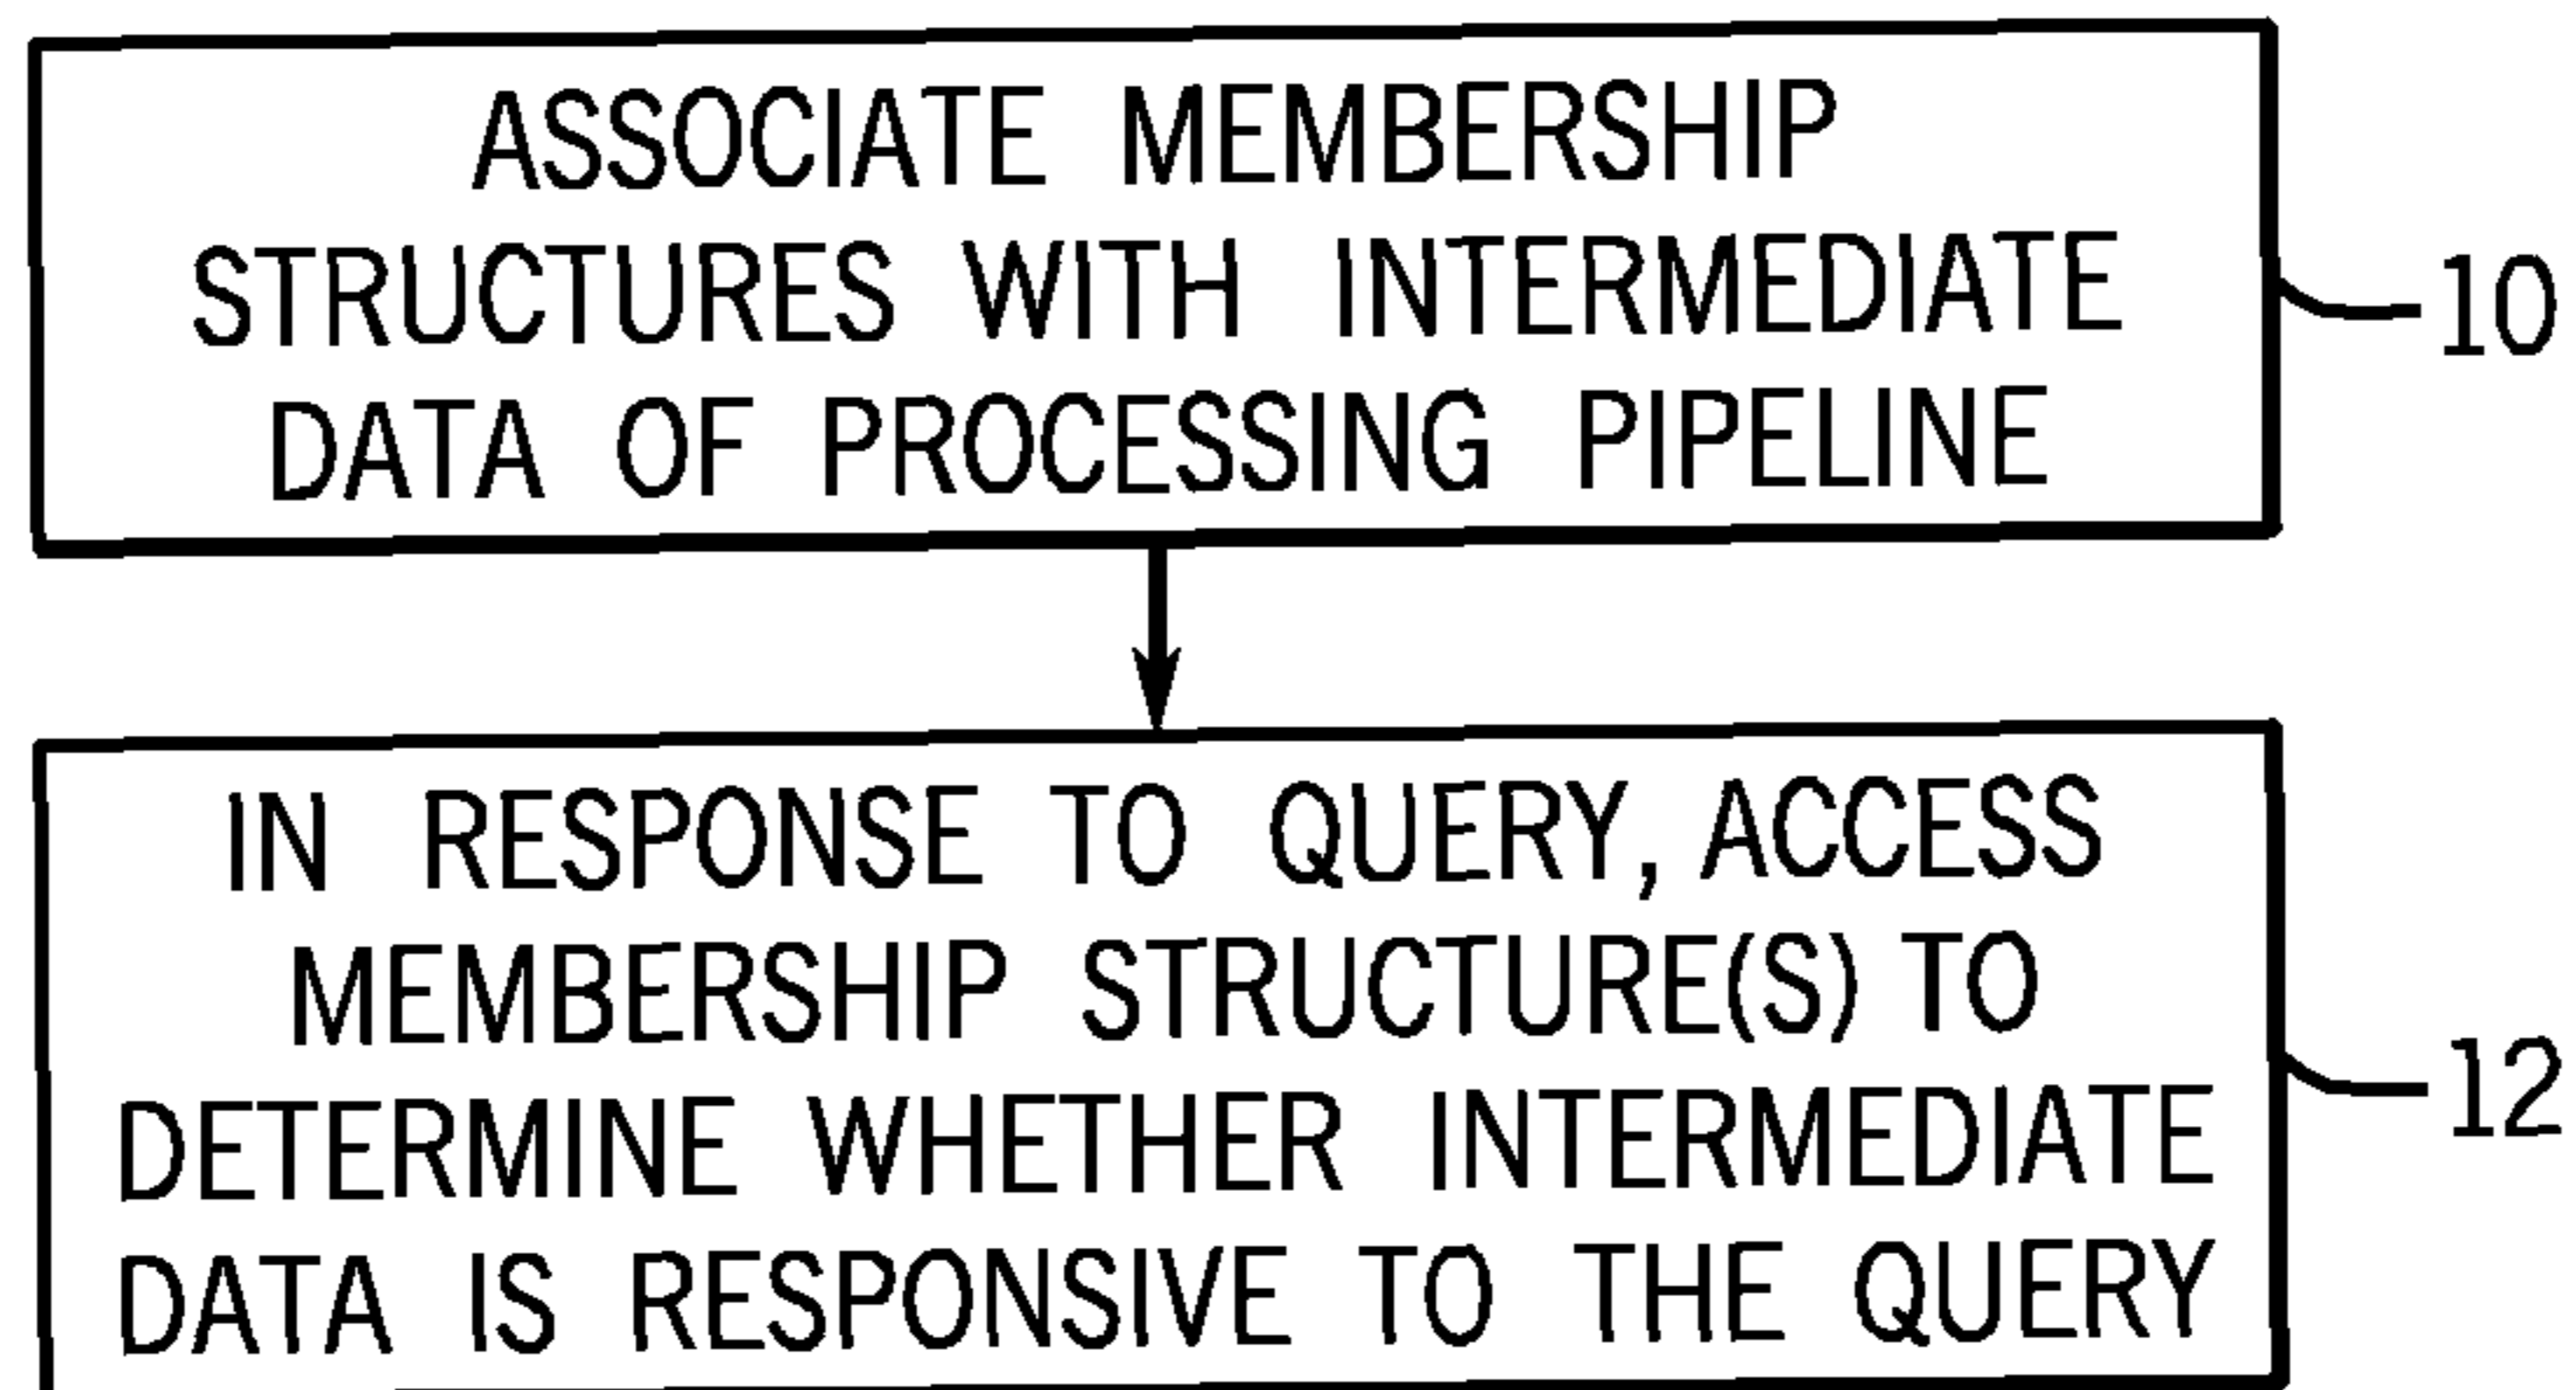 ASSOCIATE MEMBERSHIP
STRUCTURES WITH INTERMEDIATE
DATA OF PROCESSING PIPELINE
10
IN RESPONSE TO QUERY, ACCESS
MEMBERSHIP STRUCTURE(S) TO
DETERMINE WHETHER INTERMEDIATE
DATA IS RESPONSIVE TO THE QUERY
12